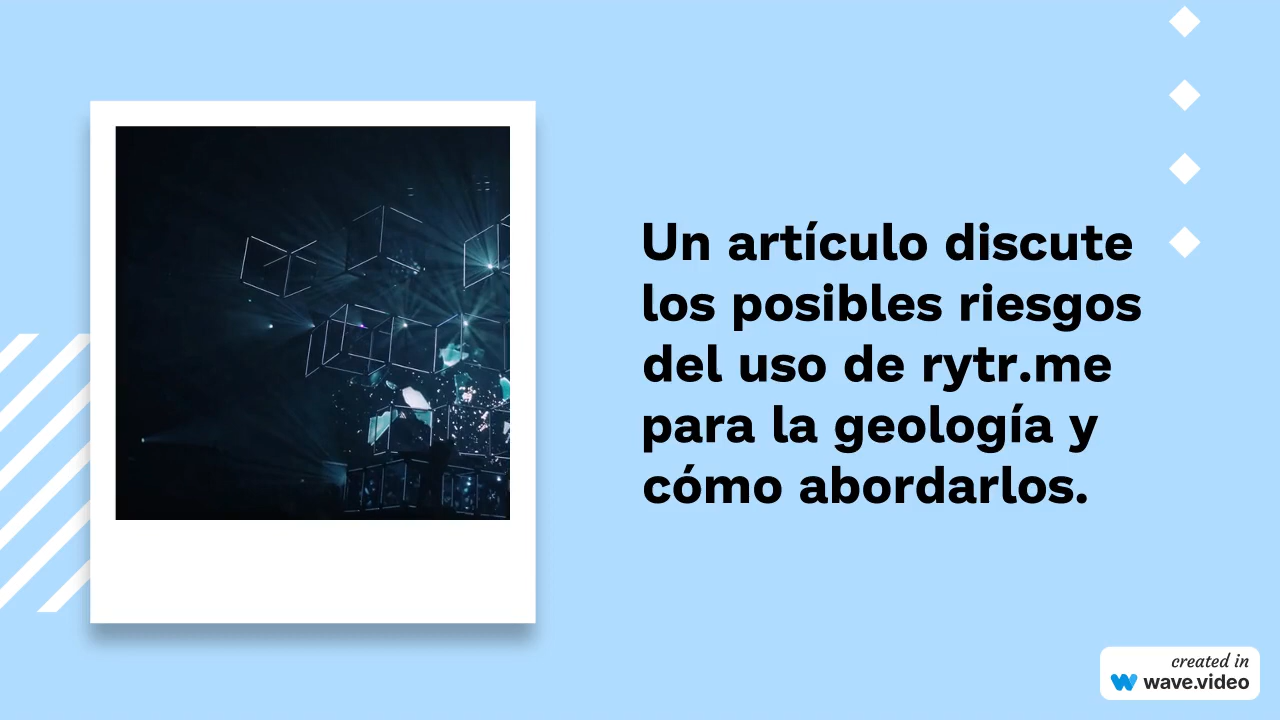 Un artículo discute
los posibles riesgos
del uso de rytr.me
para la geología y
cómo abordarlos.
created in
wave.video